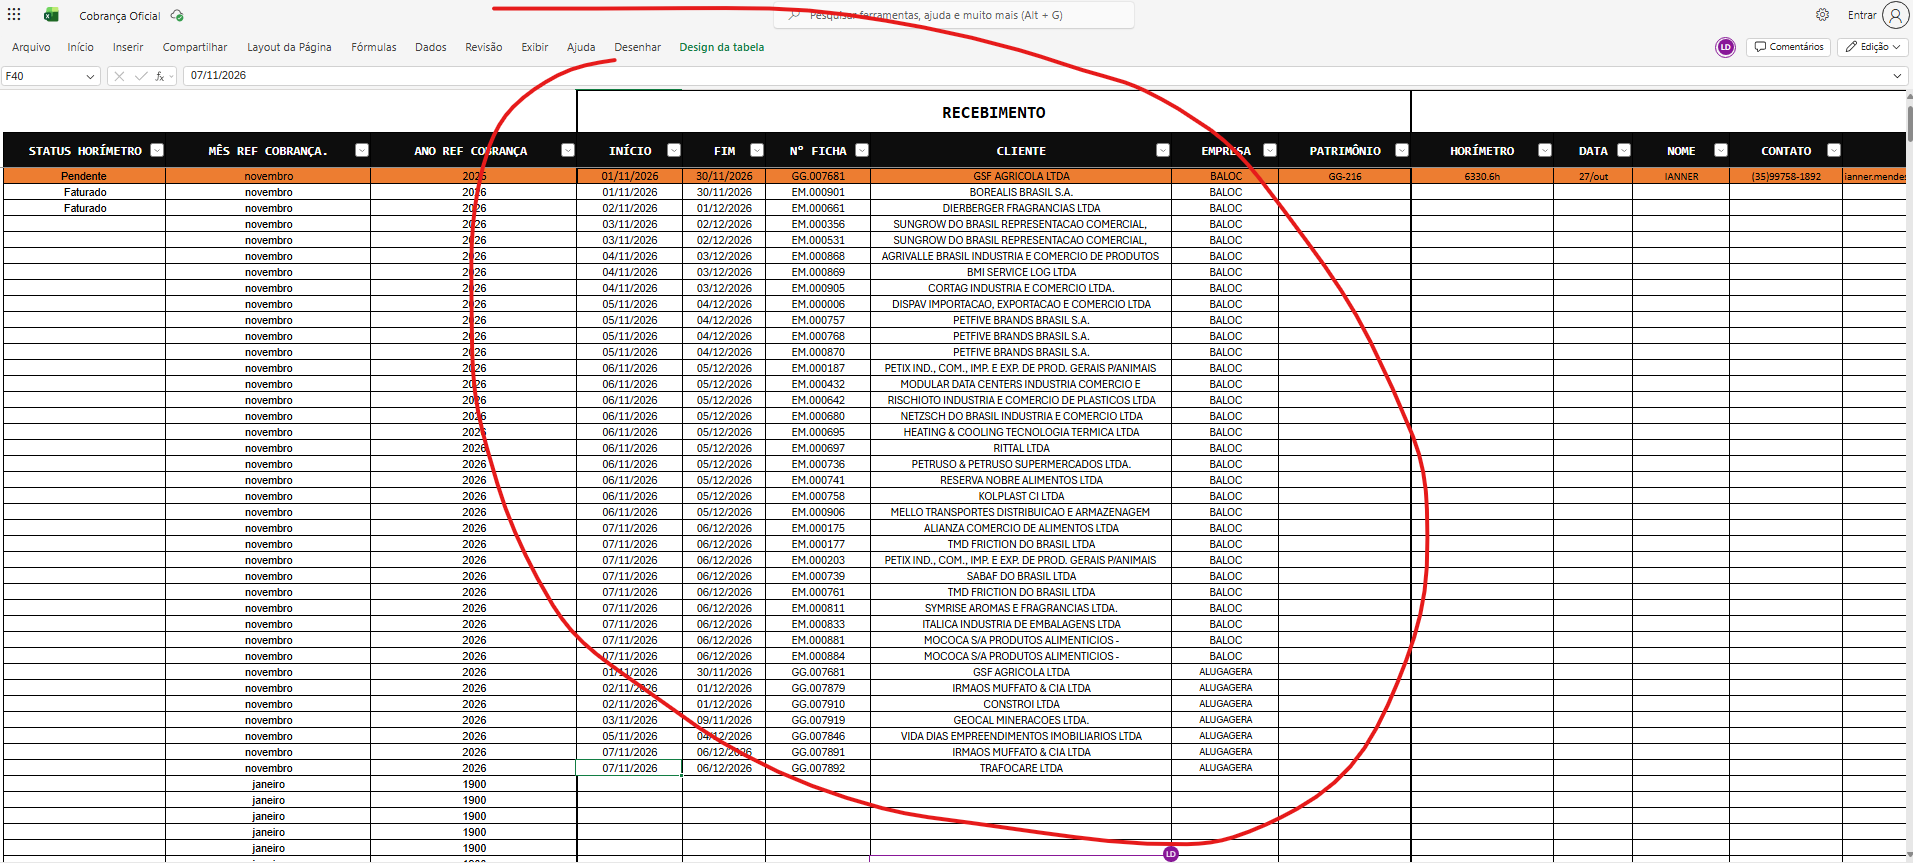 Cobrança Oficial
Pesquisar ferramentas, ajuda e muito mais (Alt + G)
Entrar
Arquivo Início Inserir Compartilhar Layout da Página Fórmulas Dados Revisão Exibir Ajuda Desenhar Design da tabela
LD Comentários Edição
F40 fx 07/11/2026
RECEBIMENTO
STATUS HORÍMETRO MÊS REF COBRANÇA. ANO REF COBRANÇA INÍCIO FIM Nº FICHA CLIENTE EMPRESA PATRIMÔNIO HORÍMETRO DATA NOME CONTATO
Pendente novembro 2026 01/11/2026 30/11/2026 GG.007681 GSF AGRICOLA LTDA BALOC GG-216 6330.6h 27/out IANNER (35)99758-1892 ianner.mendes
Faturado novembro 2026 01/11/2026 30/11/2026 EM.000901 BOREALIS BRASIL S.A. BALOC
Faturado novembro 2026 02/11/2026 01/12/2026 EM.000661 DIERBERGER FRAGRANCIAS LTDA BALOC
novembro 2026 03/11/2026 02/12/2026 EM.000356 SUNGROW DO BRASIL REPRESENTACAO COMERCIAL, BALOC
novembro 2026 03/11/2026 02/12/2026 EM.000531 SUNGROW DO BRASIL REPRESENTACAO COMERCIAL, BALOC
novembro 2026 04/11/2026 03/12/2026 EM.000868 AGRIVALLE BRASIL INDUSTRIA E COMERCIO DE PRODUTOS BALOC
novembro 2026 04/11/2026 03/12/2026 EM.000869 BMI SERVICE LOG LTDA BALOC
novembro 2026 04/11/2026 03/12/2026 EM.000905 CORTAG INDUSTRIA E COMERCIO LTDA. BALOC
novembro 2026 05/11/2026 04/12/2026 EM.000006 DISPAV IMPORTACAO, EXPORTACAO E COMERCIO LTDA BALOC
novembro 2026 05/11/2026 04/12/2026 EM.000757 PETFIVE BRANDS BRASIL S.A. BALOC
novembro 2026 05/11/2026 04/12/2026 EM.000768 PETFIVE BRANDS BRASIL S.A. BALOC
novembro 2026 05/11/2026 04/12/2026 EM.000870 PETFIVE BRANDS BRASIL S.A. BALOC
novembro 2026 06/11/2026 05/12/2026 EM.000187 PETIX IND., COM., IMP. E EXP. DE PROD. GERAIS P/ANIMAIS BALOC
novembro 2026 06/11/2026 05/12/2026 EM.000432 MODULAR DATA CENTERS INDUSTRIA COMERCIO E BALOC
novembro 2026 06/11/2026 05/12/2026 EM.000642 RISCHIOTO INDUSTRIA E COMERCIO DE PLASTICOS LTDA BALOC
novembro 2026 06/11/2026 05/12/2026 EM.000680 NETZSCH DO BRASIL INDUSTRIA E COMERCIO LTDA BALOC
novembro 2026 06/11/2026 05/12/2026 EM.000695 HEATING & COOLING TECNOLOGIA TERMICA LTDA BALOC
novembro 2026 06/11/2026 05/12/2026 EM.000697 RITTAL LTDA BALOC
novembro 2026 06/11/2026 05/12/2026 EM.000736 PETRUSO & PETRUSO SUPERMERCADOS LTDA. BALOC
novembro 2026 06/11/2026 05/12/2026 EM.000741 RESERVA NOBRE ALIMENTOS LTDA BALOC
novembro 2026 06/11/2026 05/12/2026 EM.000758 KOLPLAST CI LTDA BALOC
novembro 2026 06/11/2026 05/12/2026 EM.000906 MELLO TRANSPORTES DISTRIBUICAO E ARMAZENAGEM BALOC
novembro 2026 07/11/2026 06/12/2026 EM.000175 ALIANZA COMERCIO DE ALIMENTOS LTDA BALOC
novembro 2026 07/11/2026 06/12/2026 EM.000177 TMD FRICTION DO BRASIL LTDA BALOC
novembro 2026 07/11/2026 06/12/2026 EM.000203 PETIX IND., COM., IMP. E EXP. DE PROD. GERAIS P/ANIMAIS BALOC
novembro 2026 07/11/2026 06/12/2026 EM.000739 SABAF DO BRASIL LTDA BALOC
novembro 2026 07/11/2026 06/12/2026 EM.000761 TMD FRICTION DO BRASIL LTDA BALOC
novembro 2026 07/11/2026 06/12/2026 EM.000811 SYMRISE AROMAS E FRAGRANCIAS LTDA. BALOC
novembro 2026 07/11/2026 06/12/2026 EM.000833 ITALICA INDUSTRIA DE EMBALAGENS LTDA BALOC
novembro 2026 07/11/2026 06/12/2026 EM.000881 MOCOCA S/A PRODUTOS ALIMENTICIOS - BALOC
novembro 2026 07/11/2026 06/12/2026 EM.000884 MOCOCA S/A PRODUTOS ALIMENTICIOS - BALOC
novembro 2026 01/11/2026 30/11/2026 GG.007681 GSF AGRICOLA LTDA ALUGAGERA
novembro 2026 02/11/2026 01/12/2026 GG.007879 IRMAOS MUFFATO & CIA LTDA ALUGAGERA
novembro 2026 02/11/2026 01/12/2026 GG.007910 CONSTROI LTDA ALUGAGERA
novembro 2026 03/11/2026 09/11/2026 GG.007919 GEOCAL MINERACOES LTDA. ALUGAGERA
novembro 2026 05/11/2026 04/12/2026 GG.007846 VIDA DIAS EMPREENDIMENTOS IMOBILIARIOS LTDA ALUGAGERA
novembro 2026 07/11/2026 06/12/2026 GG.007891 IRMAOS MUFFATO & CIA LTDA ALUGAGERA
novembro 2026 07/11/2026 06/12/2026 GG.007892 TRAFOCARE LTDA ALUGAGERA
janeiro 1900
janeiro 1900
janeiro 1900
janeiro 1900
janeiro 1900
LD